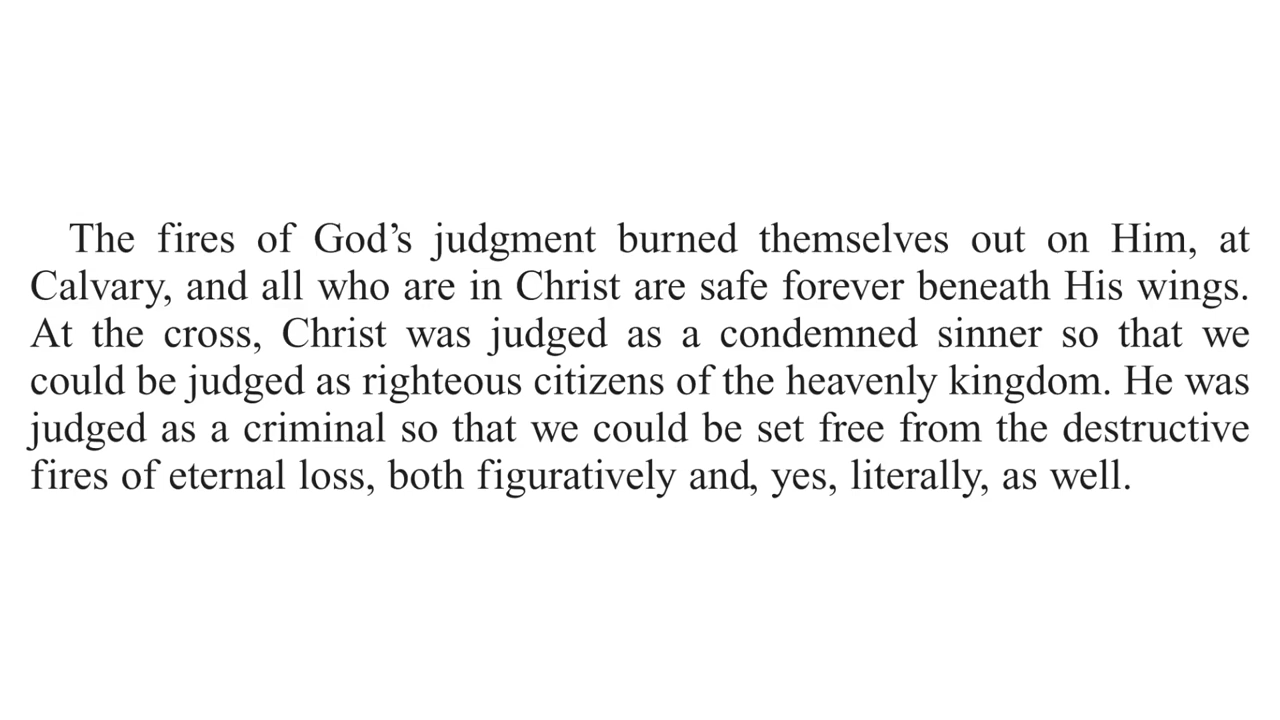 The fires of God’s judgment burned themselves out on Him, at
Calvary, and all who are in Christ are safe forever beneath His wings.
At the cross, Christ was judged as a condemned sinner so that we
could be judged as righteous citizens of the heavenly kingdom. He was
judged as a criminal so that we could be set free from the destructive
fires of eternal loss, both figuratively and, yes, literally, as well.